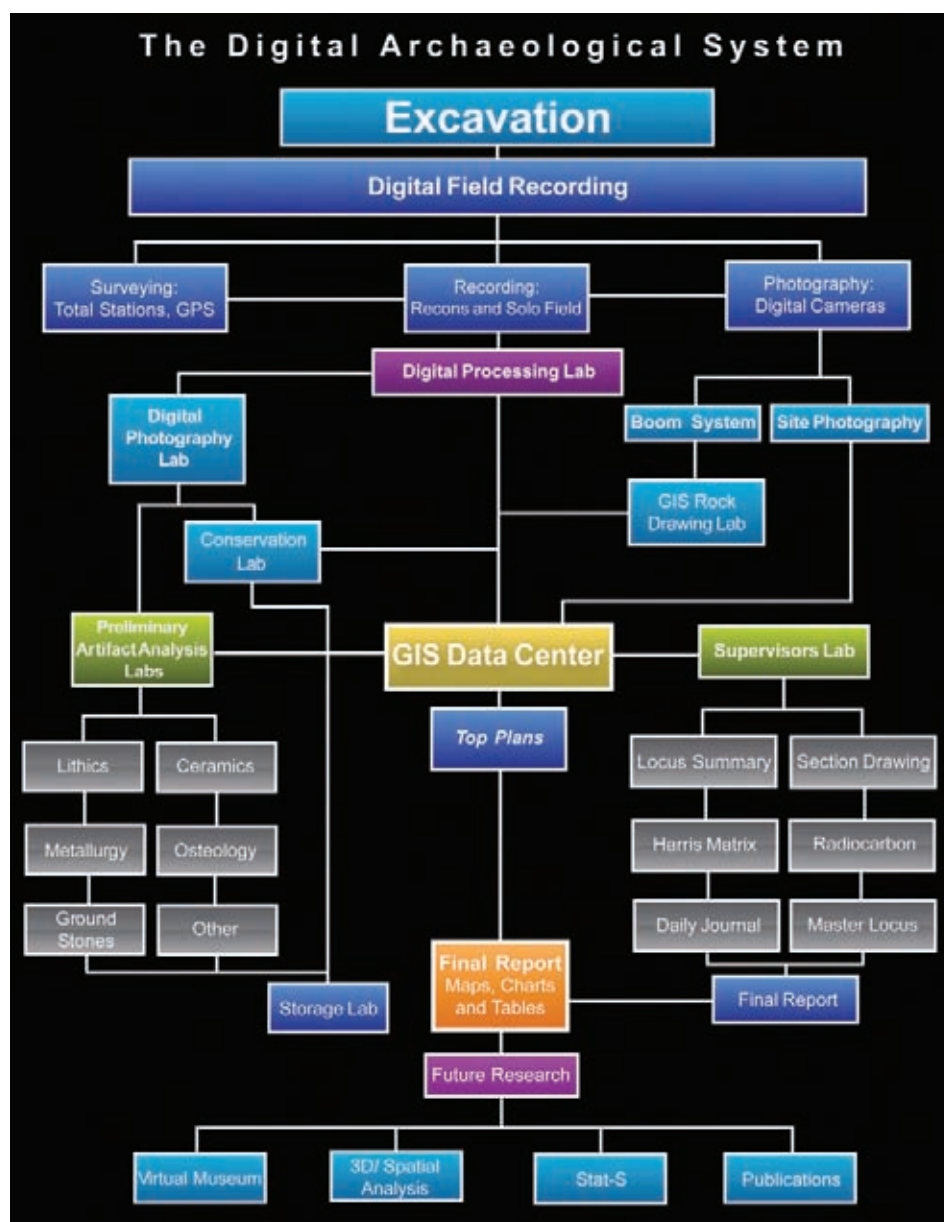 The Digital Archaeological System
Excavation
Digital Field Recording
Surveying:
Total Stations, GPS
Recording:
Recons and Solo Field
Photography:
Digital Cameras
Digital Processing Lab
Digital
Photography
Lab
Boom System
Site Photography
GIS Rock
Drawing Lab
Conservation
Lab
Preliminary
Artifact Analysis
Labs
GIS Data Center
Supervisors Lab
Top Plans
Lithics
Ceramics
Locus Summary
Section Drawing
Metallurgy
Osteology
Harris Matrix
Radiocarbon
Ground
Stones
Other
Daily Journal
Master Locus
Final Report
Maps, Charts
and Tables
Storage Lab
Final Report
Future Research
Virtual Museum
3D/ Spatial
Analysis
Stat-S
Publications